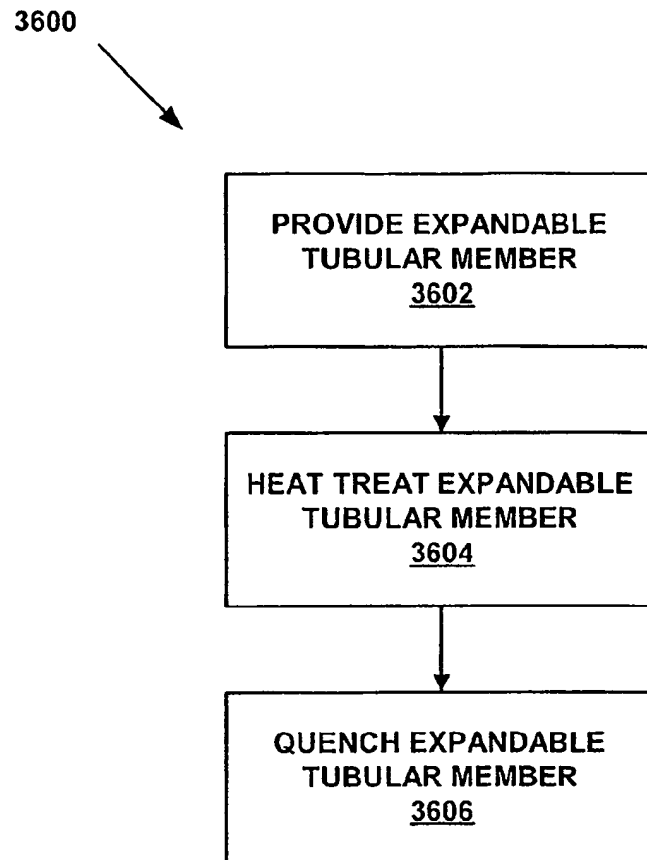 3600
PROVIDE EXPANDABLE
TUBULAR MEMBER
3602
HEAT TREAT EXPANDABLE
TUBULAR MEMBER
3604
QUENCH EXPANDABLE
TUBULAR MEMBER
3606